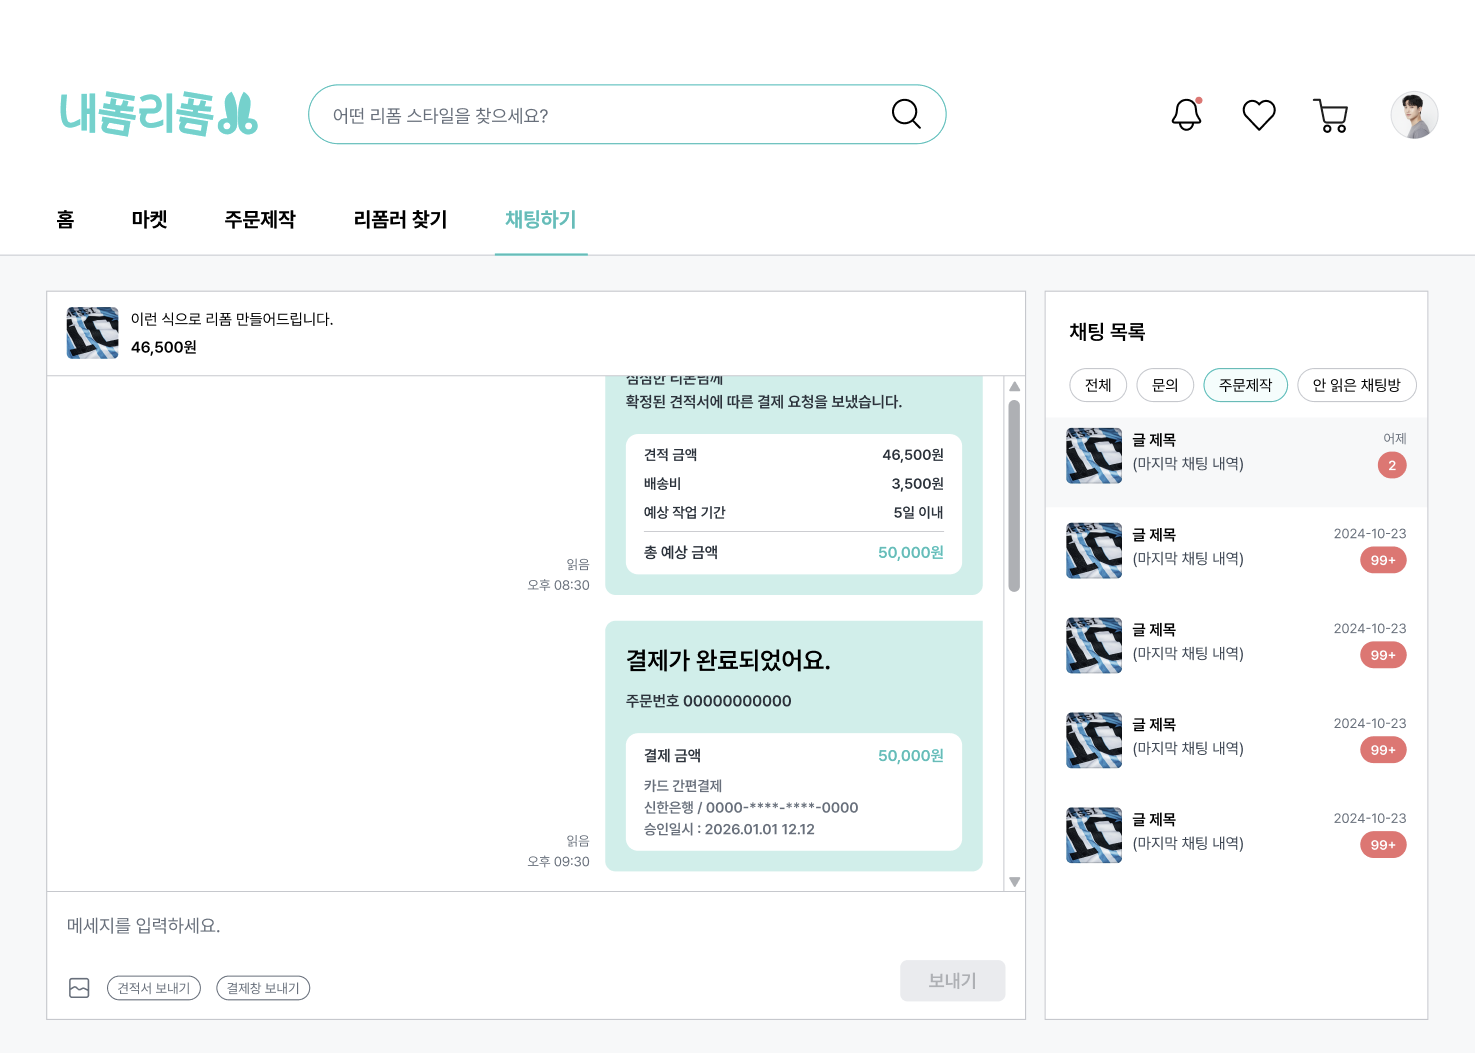 내폼리폼
어떤 리폼 스타일을 찾으세요?
홈
마켓
주문제작
리폼러 찾기
채팅하기
이런 식으로 리폼 만들어드립니다.
46,500원
확정된 견적서에 따른 결제 요청을 보냈습니다.
견적 금액 46,500원
배송비 3,500원
예상 작업 기간 5일 이내
총 예상 금액 50,000원
읽음
오후 08:30
결제가 완료되었어요.
주문번호 00000000000
결제 금액 50,000원
카드 간편결제
신한은행 / 0000-****-****-0000
승인일시 : 2026.01.01 12.12
읽음
오후 09:30
메세지를 입력하세요.
견적서 보내기
결제창 보내기
보내기
채팅 목록
전체
문의
주문제작
안 읽은 채팅방
글 제목 어제
(마지막 채팅 내역) 2
글 제목 2024-10-23
(마지막 채팅 내역) 99+
글 제목 2024-10-23
(마지막 채팅 내역) 99+
글 제목 2024-10-23
(마지막 채팅 내역) 99+
글 제목 2024-10-23
(마지막 채팅 내역) 99+